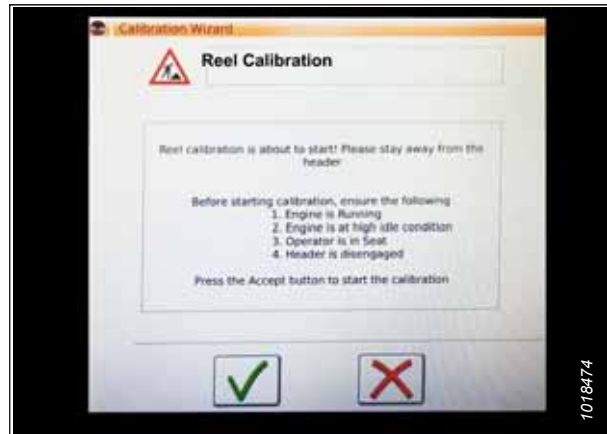 Calibration Wizard
Reel Calibration
Reel calibration is about to start! Please stay away from the
header
Before starting calibration, ensure the following
1. Engine is Running
2. Engine is at high idle condition
3. Operator is in Seat
4. Header is disengaged
Press the Accept button to start the calibration
1018474